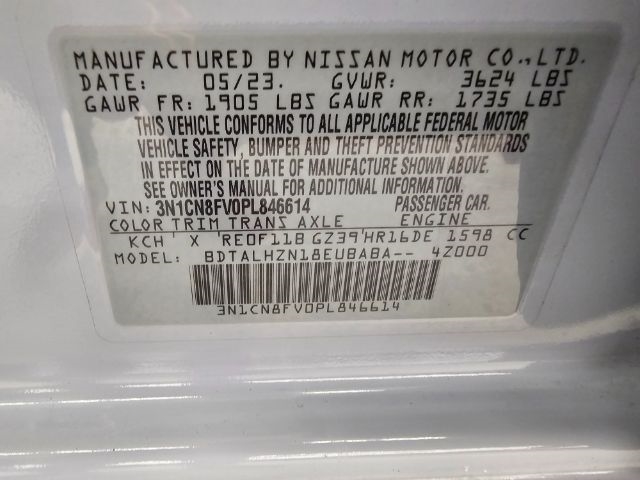 MANUFACTURED BY NISSAN MOTOR CO., LTD.
DATE: 05/23. GVWR: 3624 LBS
GAWR FR: 1905 LBS GAWR RR: 1735 LBS
THIS VEHICLE CONFORMS TO ALL APPLICABLE FEDERAL MOTOR
VEHICLE SAFETY, BUMPER AND THEFT PREVENTION STANDARDS
IN EFFECT ON THE DATE OF MANUFACTURE SHOWN ABOVE.
SEE OWNER'S MANUAL FOR ADDITIONAL INFORMATION.
VIN: 3N1CN8FV0PL846614 PASSENGER CAR.
COLOR TRIM TRANS AXLE ENGINE
KCH X RE0F11B GZ39 HR16DE 1598 CC
MODEL: BDTALHZN18EUBABA-- 4Z000
3N1CN8FV0PL846614